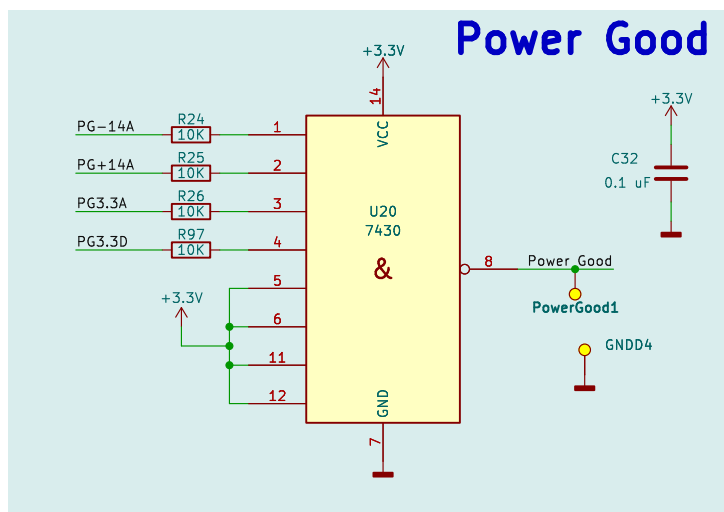 Power Good
+3.3V
14
VCC
+3.3V
C32
0.1 uF
PG-14A
R24
10K
1
PG+14A
R25
10K
2
PG3.3A
R26
10K
3
PG3.3D
R97
10K
4
U20
7430
&
8
Power Good
PowerGood1
+3.3V
5
6
11
12
GNDD4
GND
7